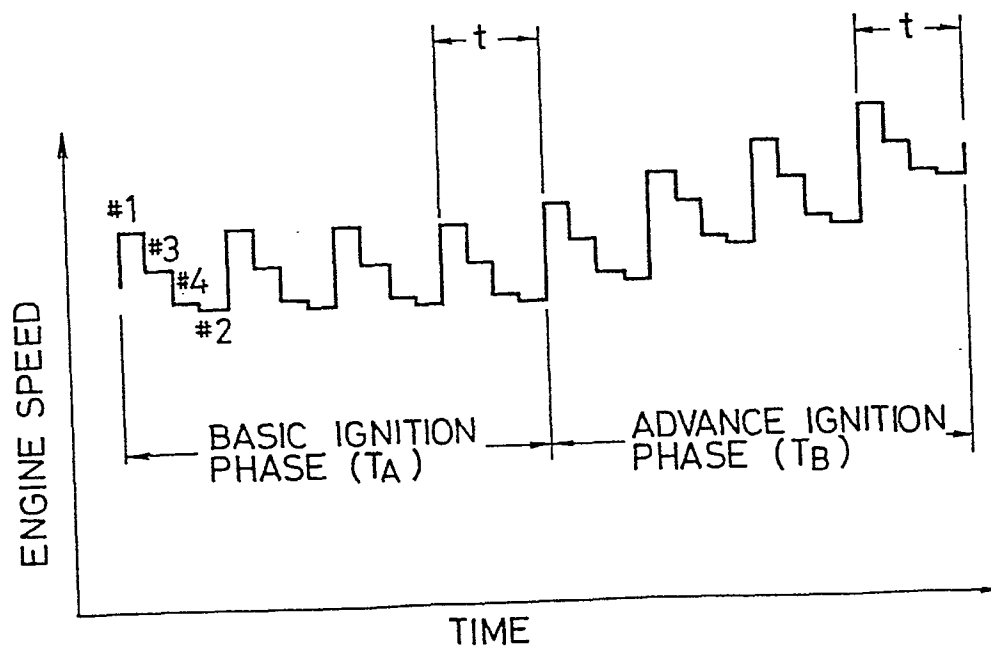 t
t
#1
#3
#4
#2
ENGINE SPEED
BASIC IGNITION
PHASE (TA)
ADVANCE IGNITION
PHASE (TB)
TIME